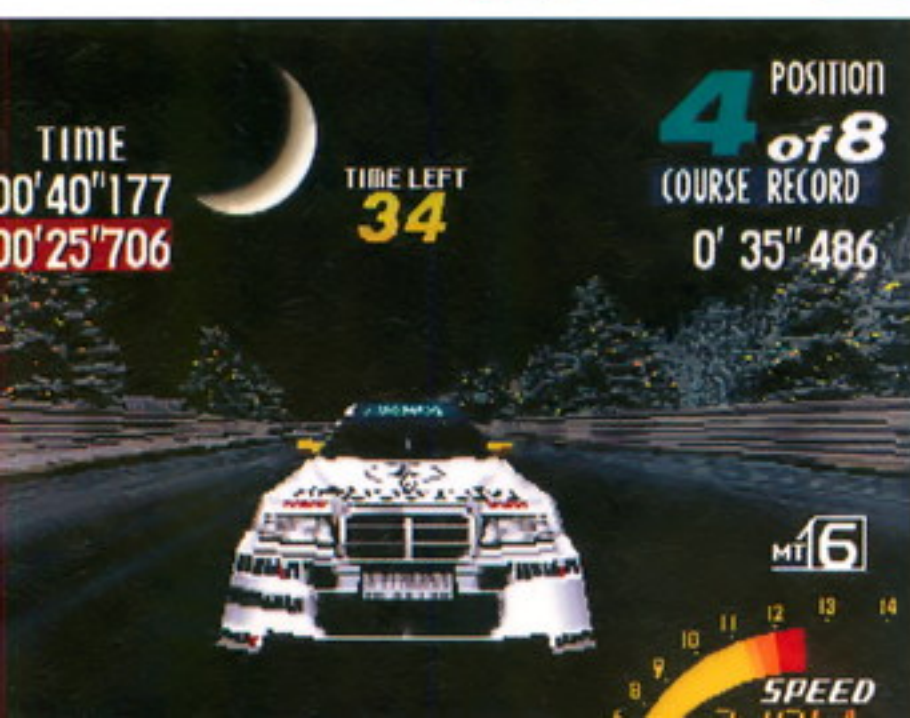 TIME
00'40"177
00'25"706
TIME LEFT
34
POSITION
4 of 8
COURSE RECORD
0' 35" 486
MT 6
8 9 10 11 12 13 14
SPEED